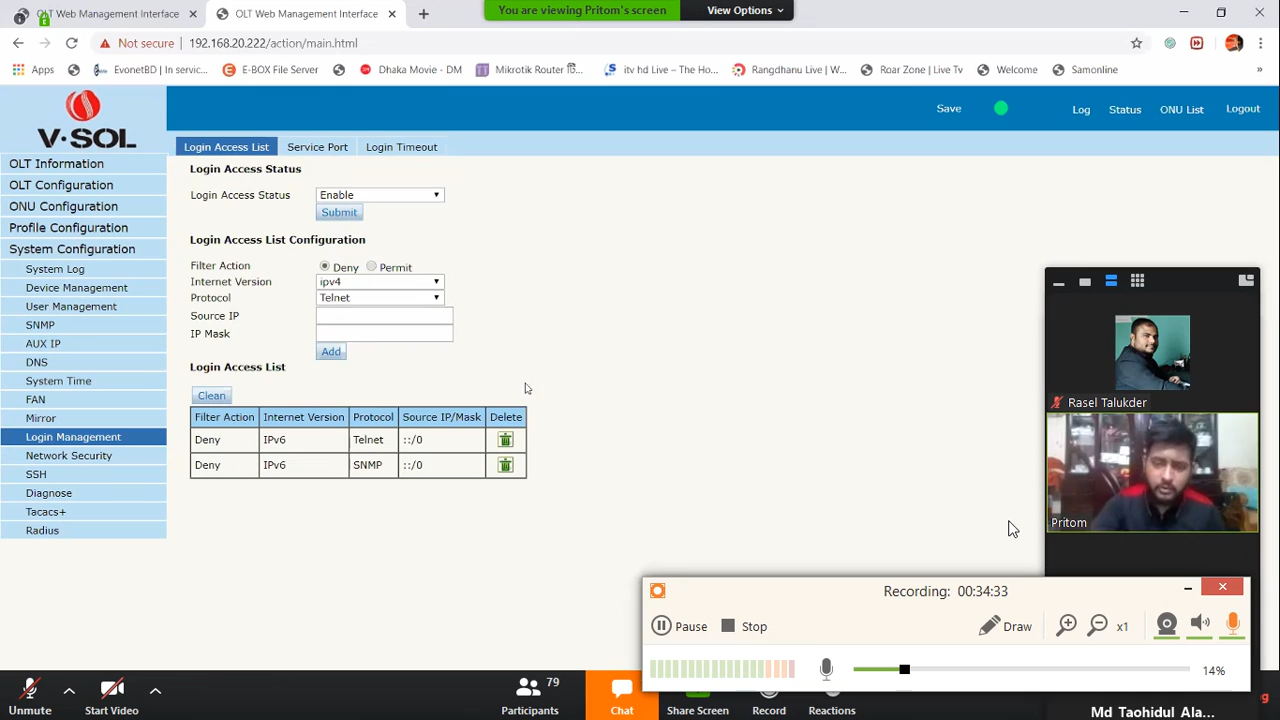 OLT Web Management Interface × OLT Web Management Interface × +
You are viewing Pritom's screen View Options
Not secure 192.168.20.222/action/main.html
Apps EvonetBD | In servic... E-BOX File Server Dhaka Movie - DM Mikrotik Router itv hd Live – The Ho... Rangdhanu Live | W... Roar Zone | Live Tv Welcome Samonline »
V·SOL
Save Log Status ONU List Logout
OLT Information
OLT Configuration
ONU Configuration
Profile Configuration
System Configuration
System Log
Device Management
User Management
SNMP
AUX IP
DNS
System Time
FAN
Mirror
Login Management
Network Security
SSH
Diagnose
Tacacs+
Radius
Login Access List Service Port Login Timeout
Login Access Status
Login Access Status Enable
Submit
Login Access List Configuration
Filter Action Deny Permit
Internet Version ipv4
Protocol Telnet
Source IP
IP Mask
Add
Login Access List
Clean
Filter Action Internet Version Protocol Source IP/Mask Delete
Deny IPv6 Telnet ::/0
Deny IPv6 SNMP ::/0
Rasel Talukder
Pritom
Recording: 00:34:33
Pause Stop Draw x1
14%
Unmute Start Video Participants 79 Chat Share Screen Record Reactions
Md Taohidul Ala...